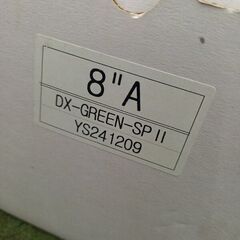 8"A
DX-GREEN-SP II
YS241209